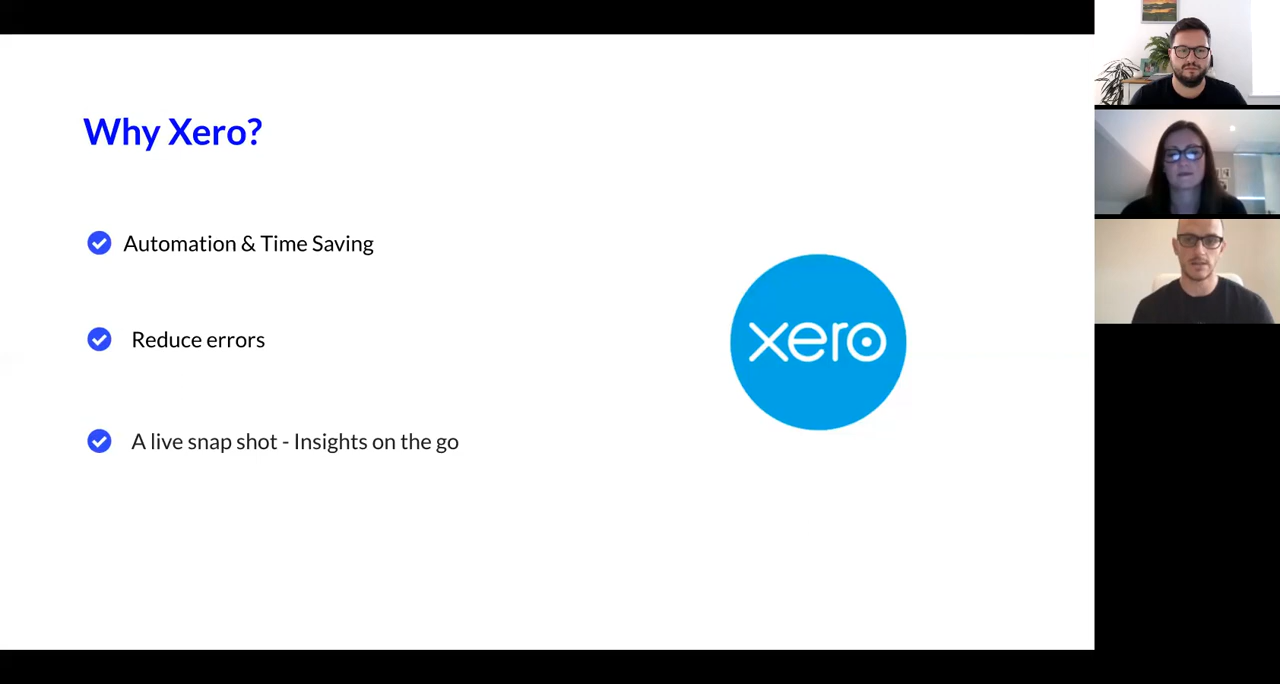 Why Xero?
Automation & Time Saving
Reduce errors
xero
A live snap shot - Insights on the go